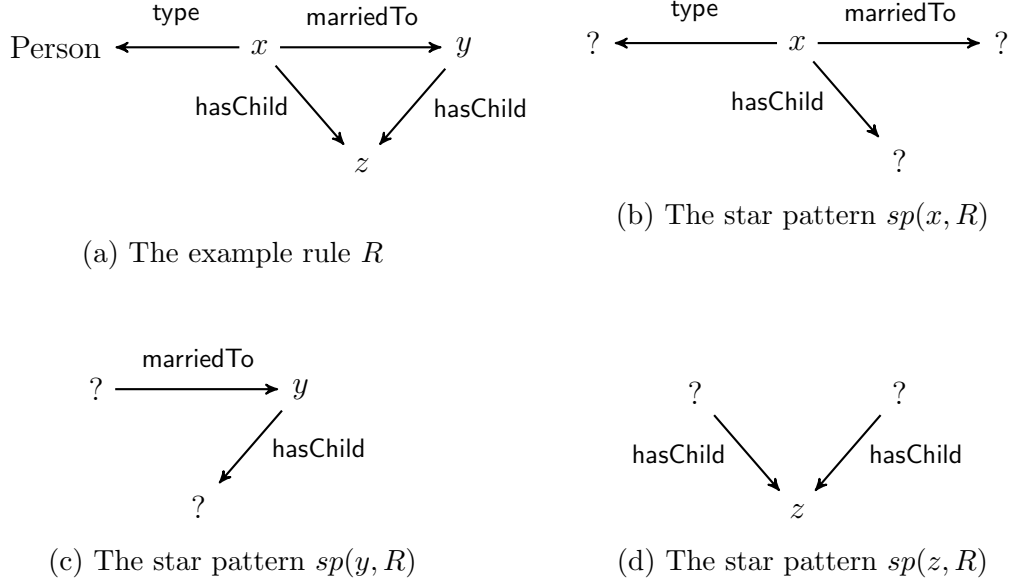 type
marriedTo
Person x y
hasChild hasChild
z
(a) The example rule R
type
marriedTo
? x ?
hasChild
?
(b) The star pattern sp(x, R)
marriedTo
? y
hasChild
?
(c) The star pattern sp(y, R)
? ?
hasChild hasChild
z
(d) The star pattern sp(z, R)